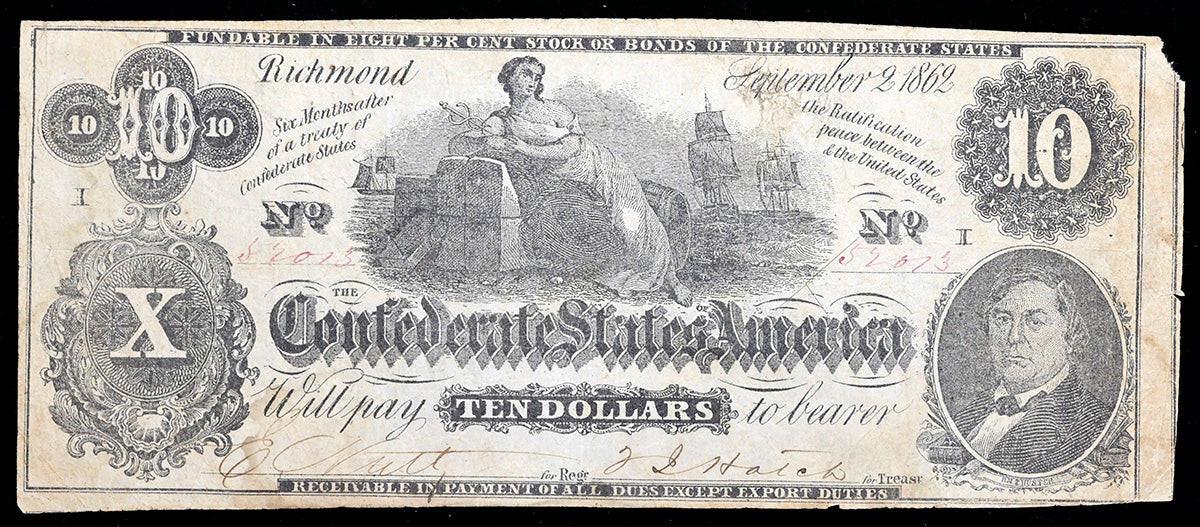 FUNDABLE IN EIGHT PER CENT STOCK OR BONDS OF THE CONFEDERATE STATES
Richmond
September 2 1862
Six Months after
the Ratification
of a treaty of
peace between the
Confederate States
& the United States
10
10 10 10
10
10
I
I
No
No
52013
52013
THE
Confederate States of America
X
Will pay TEN DOLLARS to bearer
for Regr
J Hatch
for Treasr
RECEIVABLE IN PAYMENT OF ALL DUES EXCEPT EXPORT DUTIES